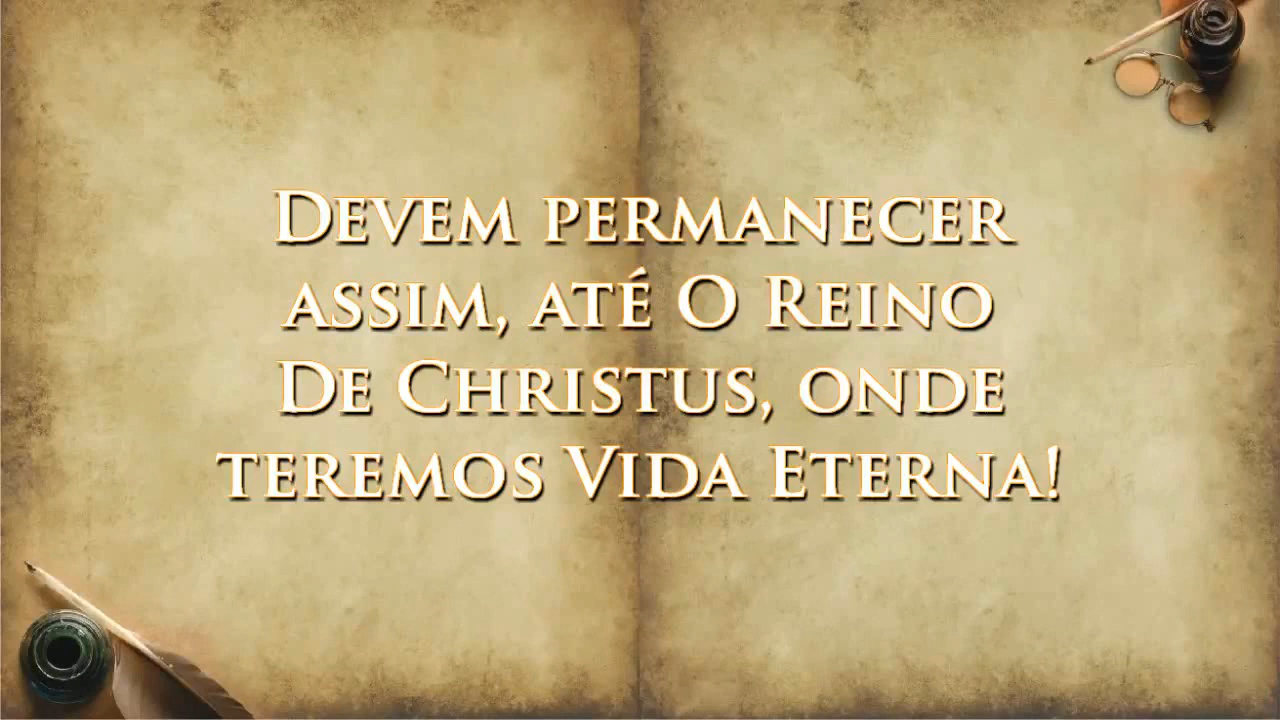 Devem permanecer
assim, até O Reino
De Christus, onde
teremos Vida Eterna!